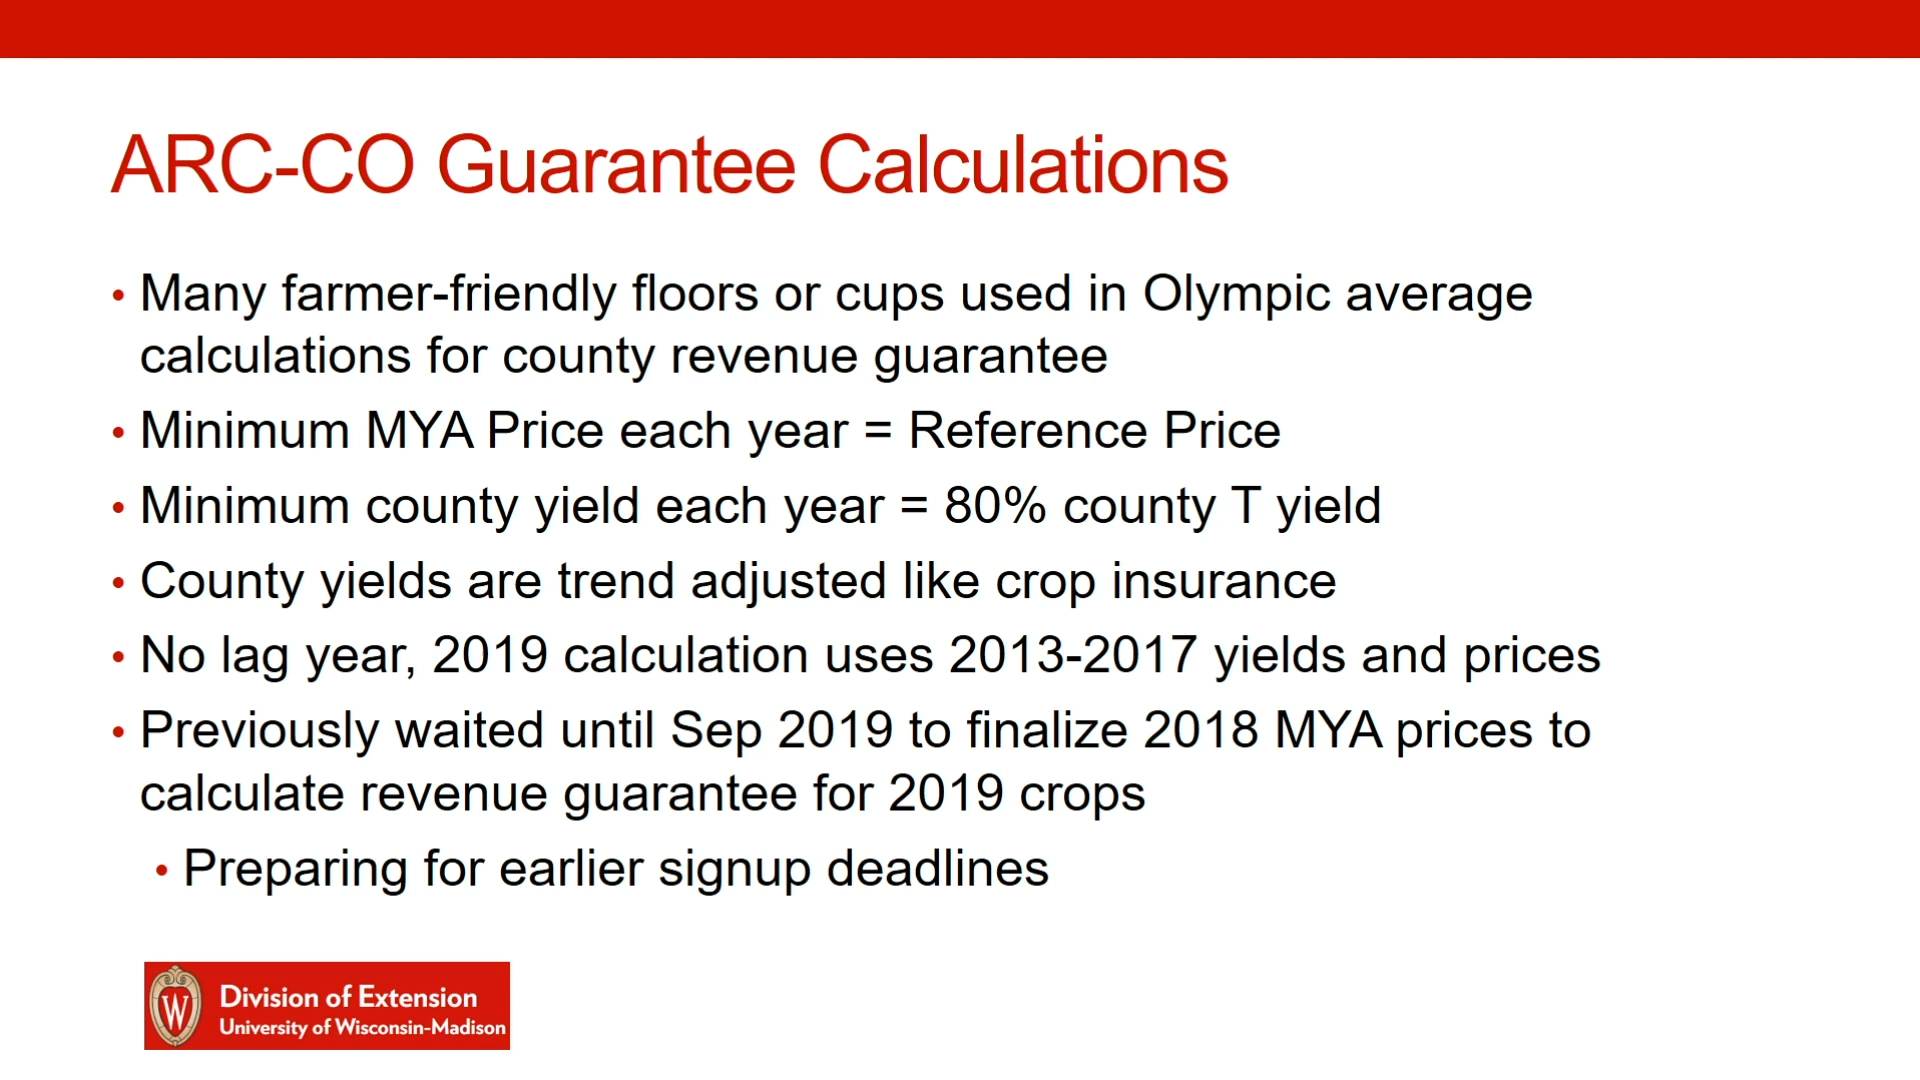 ARC-CO Guarantee Calculations
• Many farmer-friendly floors or cups used in Olympic average
calculations for county revenue guarantee
• Minimum MYA Price each year = Reference Price
• Minimum county yield each year = 80% county T yield
• County yields are trend adjusted like crop insurance
• No lag year, 2019 calculation uses 2013-2017 yields and prices
• Previously waited until Sep 2019 to finalize 2018 MYA prices to
calculate revenue guarantee for 2019 crops
• Preparing for earlier signup deadlines
W
Division of Extension
University of Wisconsin-Madison